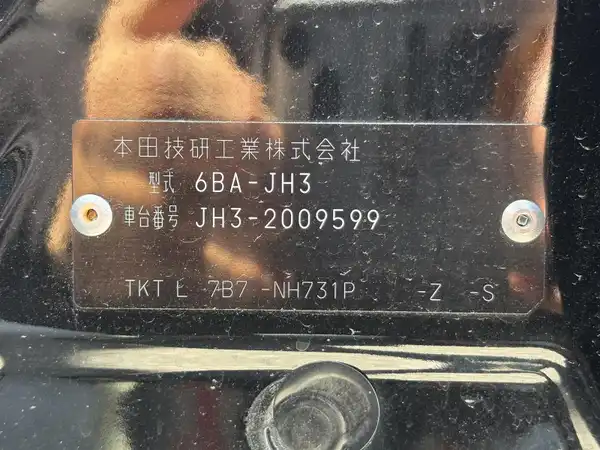 本田技研工業株式会社
型式 6BA-JH3
車台番号 JH3-2009599
TKT L 7B7 -NH731P -Z -S